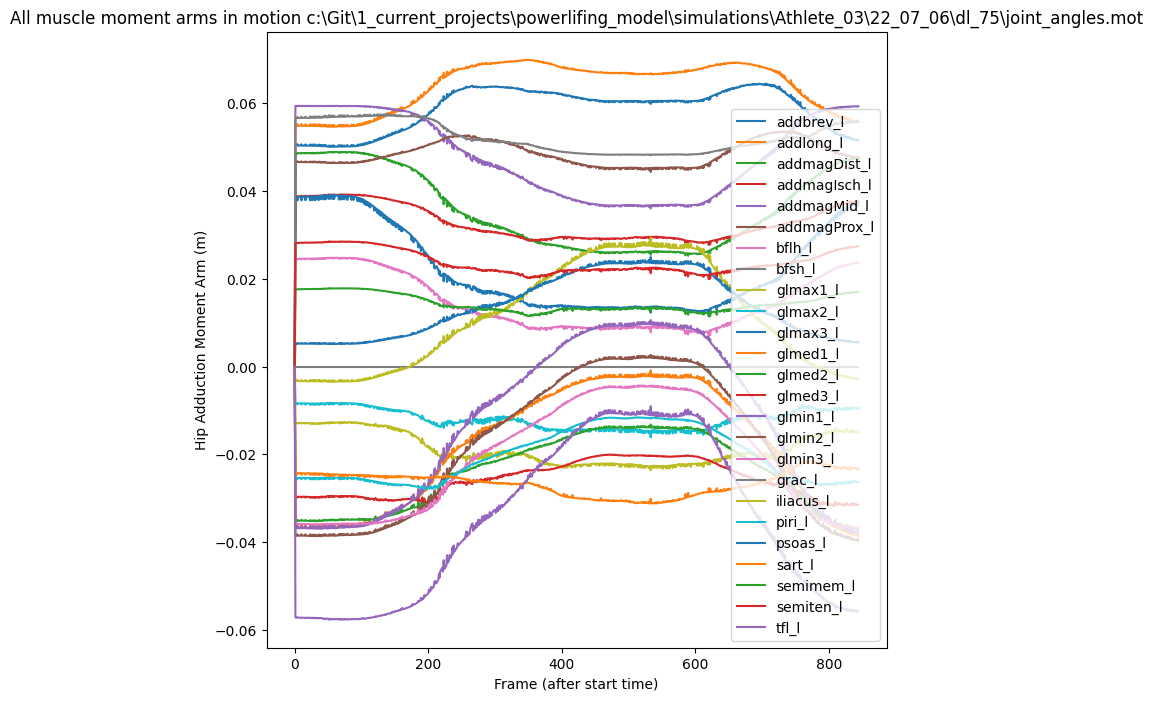 All muscle moment arms in motion c:\Git\1_current_projects\powerlifing_model\simulations\Athlete_03\22_07_06\dl_75\joint_angles.mot
Hip Adduction Moment Arm (m)
0.06
0.04
0.02
0.00
−0.02
−0.04
−0.06
addbrev_l
addlong_l
addmagDist_l
addmagIsch_l
addmagMid_l
addmagProx_l
bflh_l
bfsh_l
glmax1_l
glmax2_l
glmax3_l
glmed1_l
glmed2_l
glmed3_l
glmin1_l
glmin2_l
glmin3_l
grac_l
iliacus_l
piri_l
psoas_l
sart_l
semimem_l
semiten_l
tfl_l
0 200 400 600 800
Frame (after start time)